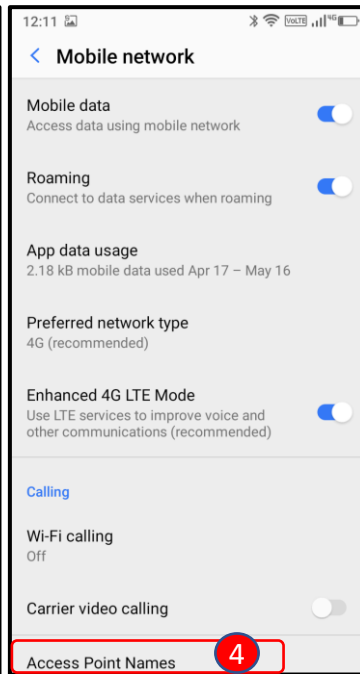 12:11 VoLTE 4G
Mobile network
Mobile data
Access data using mobile network
Roaming
Connect to data services when roaming
App data usage
2.18 kB mobile data used Apr 17 – May 16
Preferred network type
4G (recommended)
Enhanced 4G LTE Mode
Use LTE services to improve voice and
other communications (recommended)
Calling
Wi-Fi calling
Off
Carrier video calling
Access Point Names 4